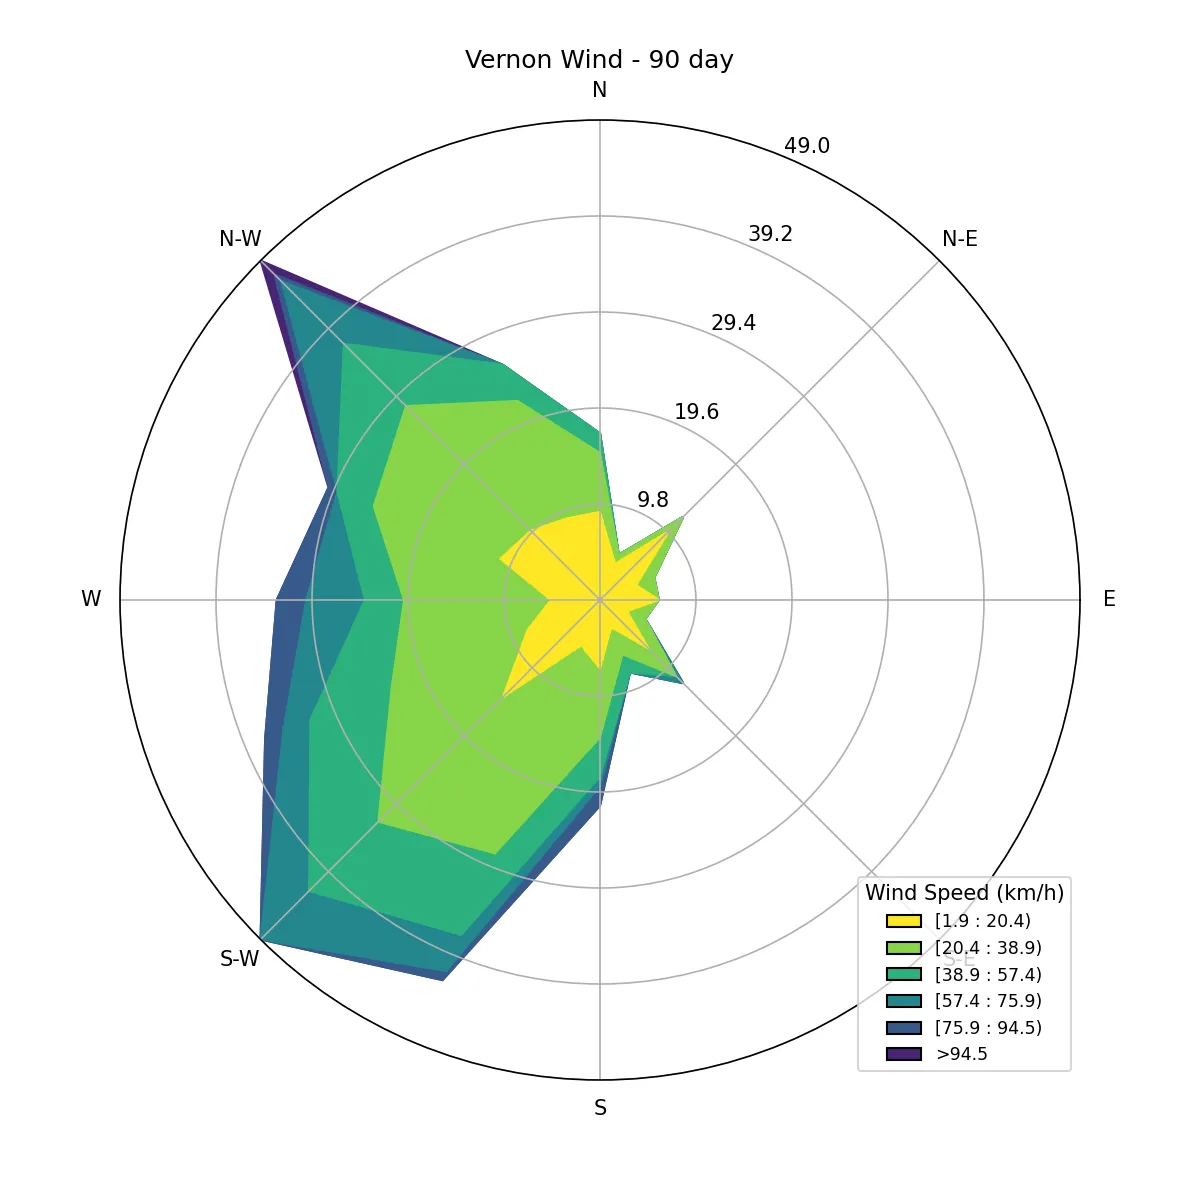 Vernon Wind - 90 day
N
49.0
39.2
N-W
N-E
29.4
19.6
9.8
W
E
S-W
S-E
Wind Speed (km/h)
[1.9 : 20.4)
[20.4 : 38.9)
[38.9 : 57.4)
[57.4 : 75.9)
[75.9 : 94.5)
>94.5
S